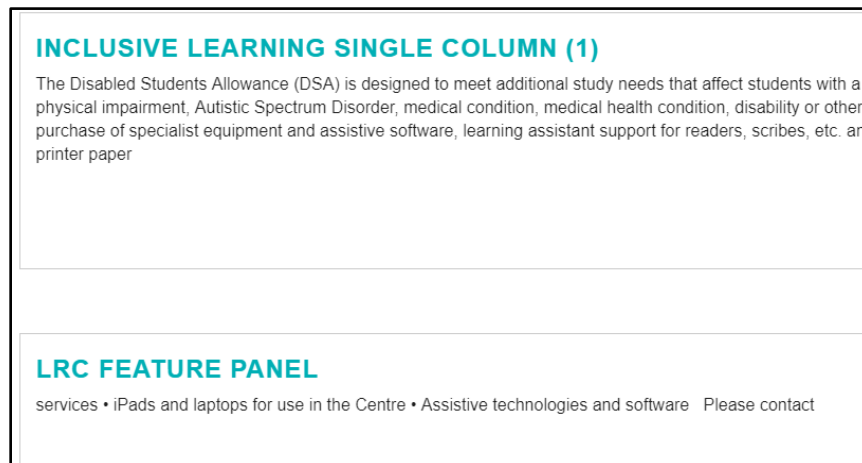 INCLUSIVE LEARNING SINGLE COLUMN (1)
The Disabled Students Allowance (DSA) is designed to meet additional study needs that affect students with a
physical impairment, Autistic Spectrum Disorder, medical condition, medical health condition, disability or other
purchase of specialist equipment and assistive software, learning assistant support for readers, scribes, etc.
printer paper
LRC FEATURE PANEL
services • iPads and laptops for use in the Centre • Assistive technologies and software Please contact